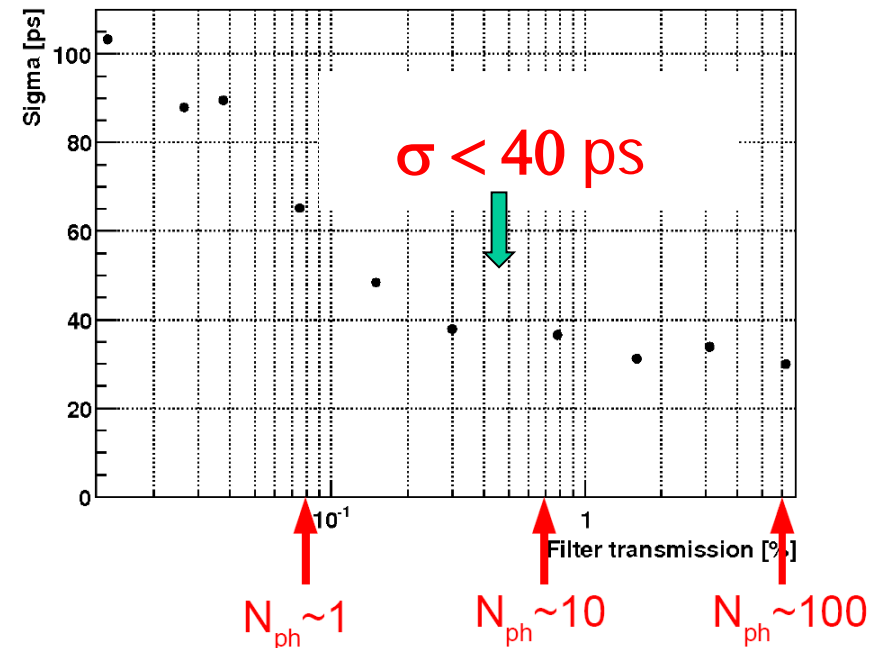 Sigma [ps]
100
80
60
40
20
0
σ < 40 ps
10⁻¹
1
Filter transmission [%]
N_ph~1
N_ph~10
N_ph~100